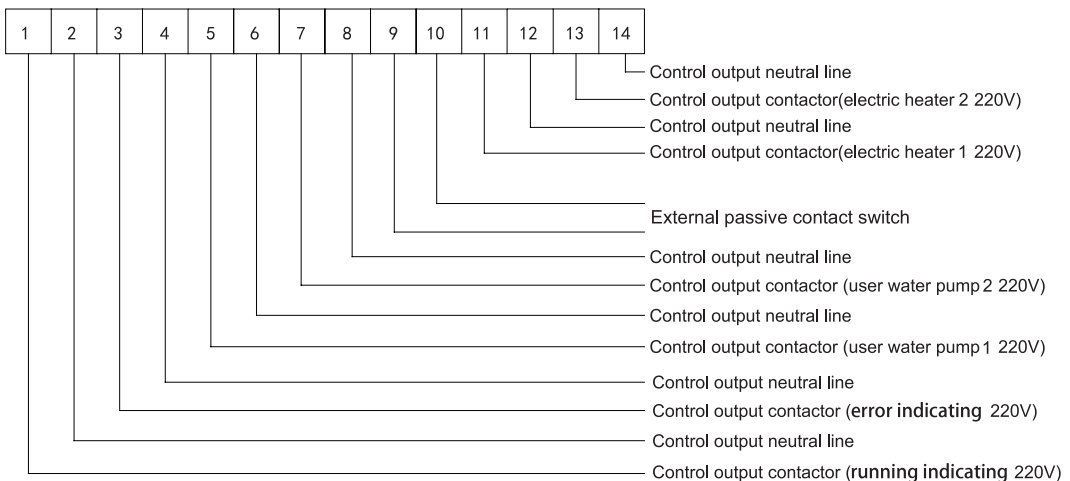 1 2 3 4 5 6 7 8 9 10 11 12 13 14
Control output neutral line
Control output contactor(electric heater 2 220V)
Control output neutral line
Control output contactor(electric heater 1 220V)
External passive contact switch
Control output neutral line
Control output contactor (user water pump 2 220V)
Control output neutral line
Control output contactor (user water pump 1 220V)
Control output neutral line
Control output contactor (error indicating 220V)
Control output neutral line
Control output contactor (running indicating 220V)